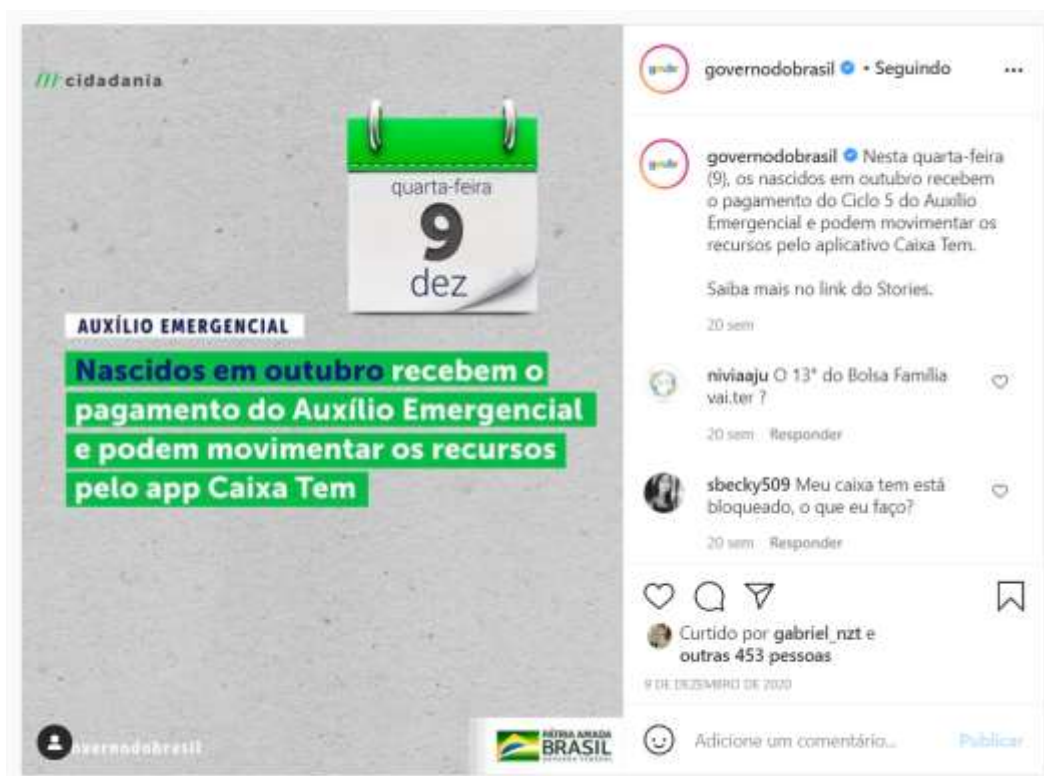 /// cidadania
quarta-feira
9
dez
AUXÍLIO EMERGENCIAL
Nascidos em outubro recebem o
pagamento do Auxílio Emergencial
e podem movimentar os recursos
pelo app Caixa Tem
governodobrasil
PÁTRIA AMADA
BRASIL
GOVERNO FEDERAL
governodobrasil • Seguindo
governodobrasil Nesta quarta-feira
(9), os nascidos em outubro recebem
o pagamento do Ciclo 5 do Auxílio
Emergencial e podem movimentar os
recursos pelo aplicativo Caixa Tem.
Saiba mais no link do Stories.
20 sem
niviaaju O 13° do Bolsa Família
vai.ter ?
20 sem Responder
sbecky509 Meu caixa tem está
bloqueado, o que eu faço?
20 sem Responder
Curtido por gabriel_nzt e
outras 453 pessoas
9 DE DEZEMBRO DE 2020
Adicione um comentário... Publicar